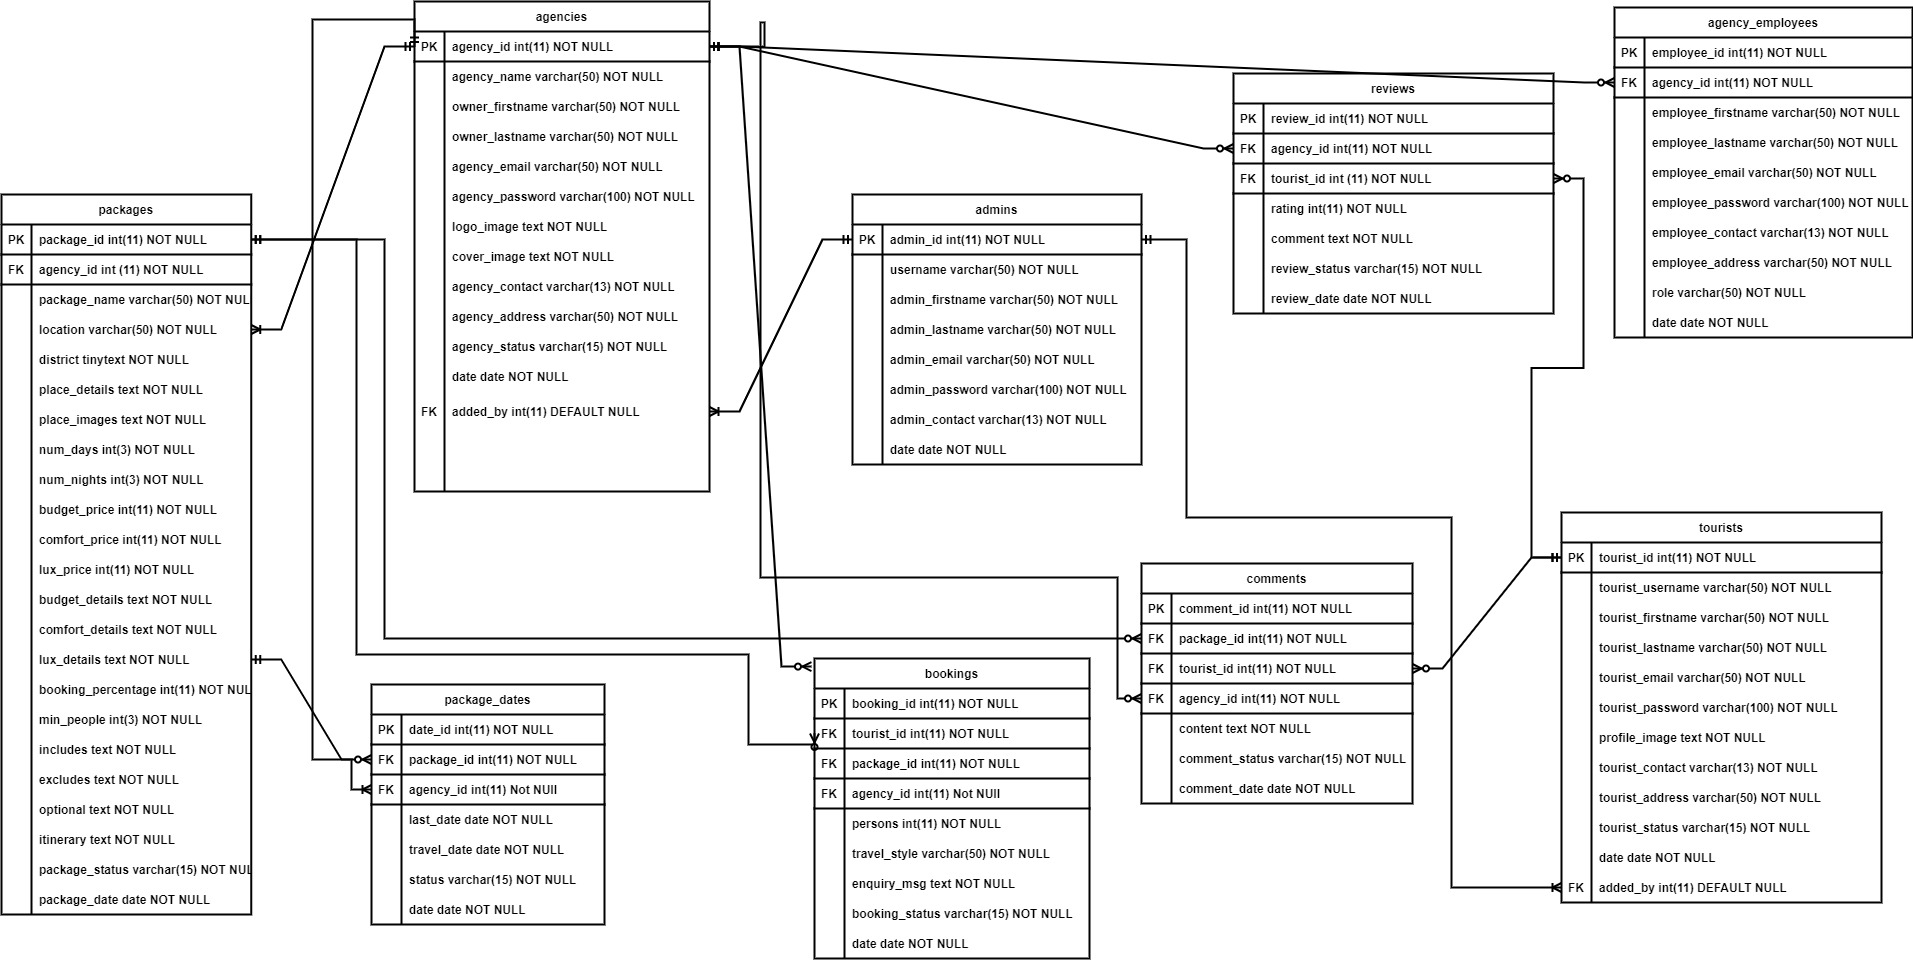 agencies
PK agency_id int(11) NOT NULL
agency_name varchar(50) NOT NULL
owner_firstname varchar(50) NOT NULL
owner_lastname varchar(50) NOT NULL
agency_email varchar(50) NOT NULL
agency_password varchar(100) NOT NULL
logo_image text NOT NULL
cover_image text NOT NULL
agency_contact varchar(13) NOT NULL
agency_address varchar(50) NOT NULL
agency_status varchar(15) NOT NULL
date date NOT NULL
FK added_by int(11) DEFAULT NULL
agency_employees
PK employee_id int(11) NOT NULL
FK agency_id int(11) NOT NULL
employee_firstname varchar(50) NOT NULL
employee_lastname varchar(50) NOT NULL
employee_email varchar(50) NOT NULL
employee_password varchar(100) NOT NULL
employee_contact varchar(13) NOT NULL
employee_address varchar(50) NOT NULL
role varchar(50) NOT NULL
date date NOT NULL
reviews
PK review_id int(11) NOT NULL
FK agency_id int(11) NOT NULL
FK tourist_id int (11) NOT NULL
rating int(11) NOT NULL
comment text NOT NULL
review_status varchar(15) NOT NULL
review_date date NOT NULL
packages
PK package_id int(11) NOT NULL
FK agency_id int (11) NOT NULL
package_name varchar(50) NOT NUL
location varchar(50) NOT NULL
district tinytext NOT NULL
place_details text NOT NULL
place_images text NOT NULL
num_days int(3) NOT NULL
num_nights int(3) NOT NULL
budget_price int(11) NOT NULL
comfort_price int(11) NOT NULL
lux_price int(11) NOT NULL
budget_details text NOT NULL
comfort_details text NOT NULL
lux_details text NOT NULL
booking_percentage int(11) NOT NUL
min_people int(3) NOT NULL
includes text NOT NULL
excludes text NOT NULL
optional text NOT NULL
itinerary text NOT NULL
package_status varchar(15) NOT NUL
package_date date NOT NULL
admins
PK admin_id int(11) NOT NULL
username varchar(50) NOT NULL
admin_firstname varchar(50) NOT NULL
admin_lastname varchar(50) NOT NULL
admin_email varchar(50) NOT NULL
admin_password varchar(100) NOT NULL
admin_contact varchar(13) NOT NULL
date date NOT NULL
package_dates
PK date_id int(11) NOT NULL
FK package_id int(11) NOT NULL
FK agency_id int(11) Not NUll
last_date date NOT NULL
travel_date date NOT NULL
status varchar(15) NOT NULL
date date NOT NULL
bookings
PK booking_id int(11) NOT NULL
FK tourist_id int(11) NOT NULL
FK package_id int(11) NOT NULL
FK agency_id int(11) Not NUll
persons int(11) NOT NULL
travel_style varchar(50) NOT NULL
enquiry_msg text NOT NULL
booking_status varchar(15) NOT NULL
date date NOT NULL
comments
PK comment_id int(11) NOT NULL
FK package_id int(11) NOT NULL
FK tourist_id int(11) NOT NULL
FK agency_id int(11) NOT NULL
content text NOT NULL
comment_status varchar(15) NOT NULL
comment_date date NOT NULL
tourists
PK tourist_id int(11) NOT NULL
tourist_username varchar(50) NOT NULL
tourist_firstname varchar(50) NOT NULL
tourist_lastname varchar(50) NOT NULL
tourist_email varchar(50) NOT NULL
tourist_password varchar(100) NOT NULL
profile_image text NOT NULL
tourist_contact varchar(13) NOT NULL
tourist_address varchar(50) NOT NULL
tourist_status varchar(15) NOT NULL
date date NOT NULL
FK added_by int(11) DEFAULT NULL